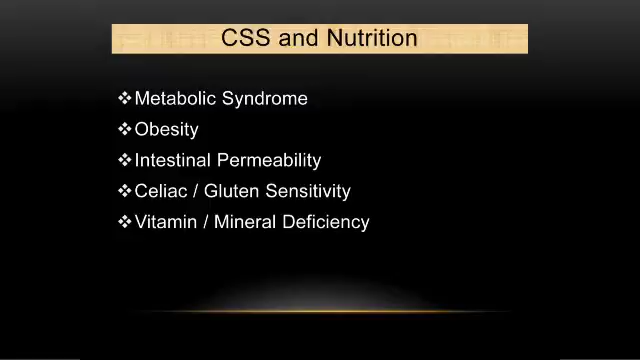 CSS and Nutrition
❖Metabolic Syndrome
❖Obesity
❖Intestinal Permeability
❖Celiac / Gluten Sensitivity
❖Vitamin / Mineral Deficiency